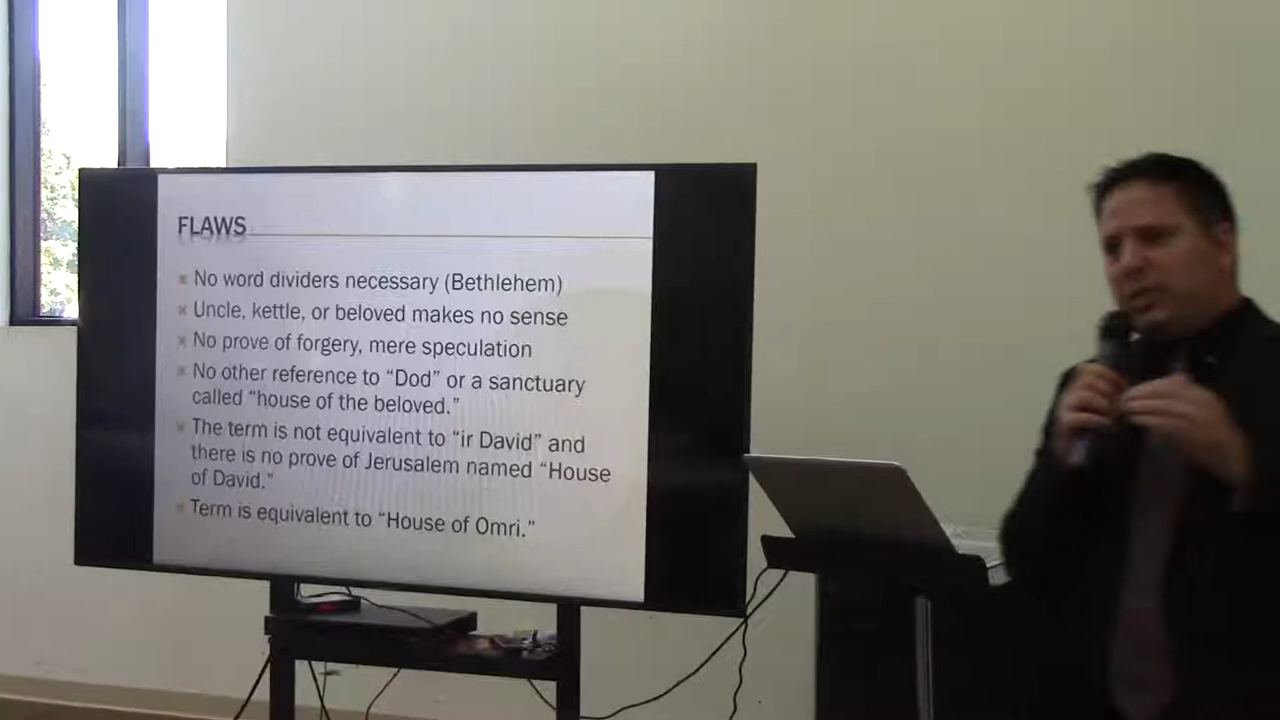 FLAWS
No word dividers necessary (Bethlehem)
Uncle, kettle, or beloved makes no sense
No prove of forgery, mere speculation
No other reference to “Dod” or a sanctuary
called “house of the beloved.”
The term is not equivalent to “ir David” and
there is no prove of Jerusalem named “House
of David.”
Term is equivalent to “House of Omri.”